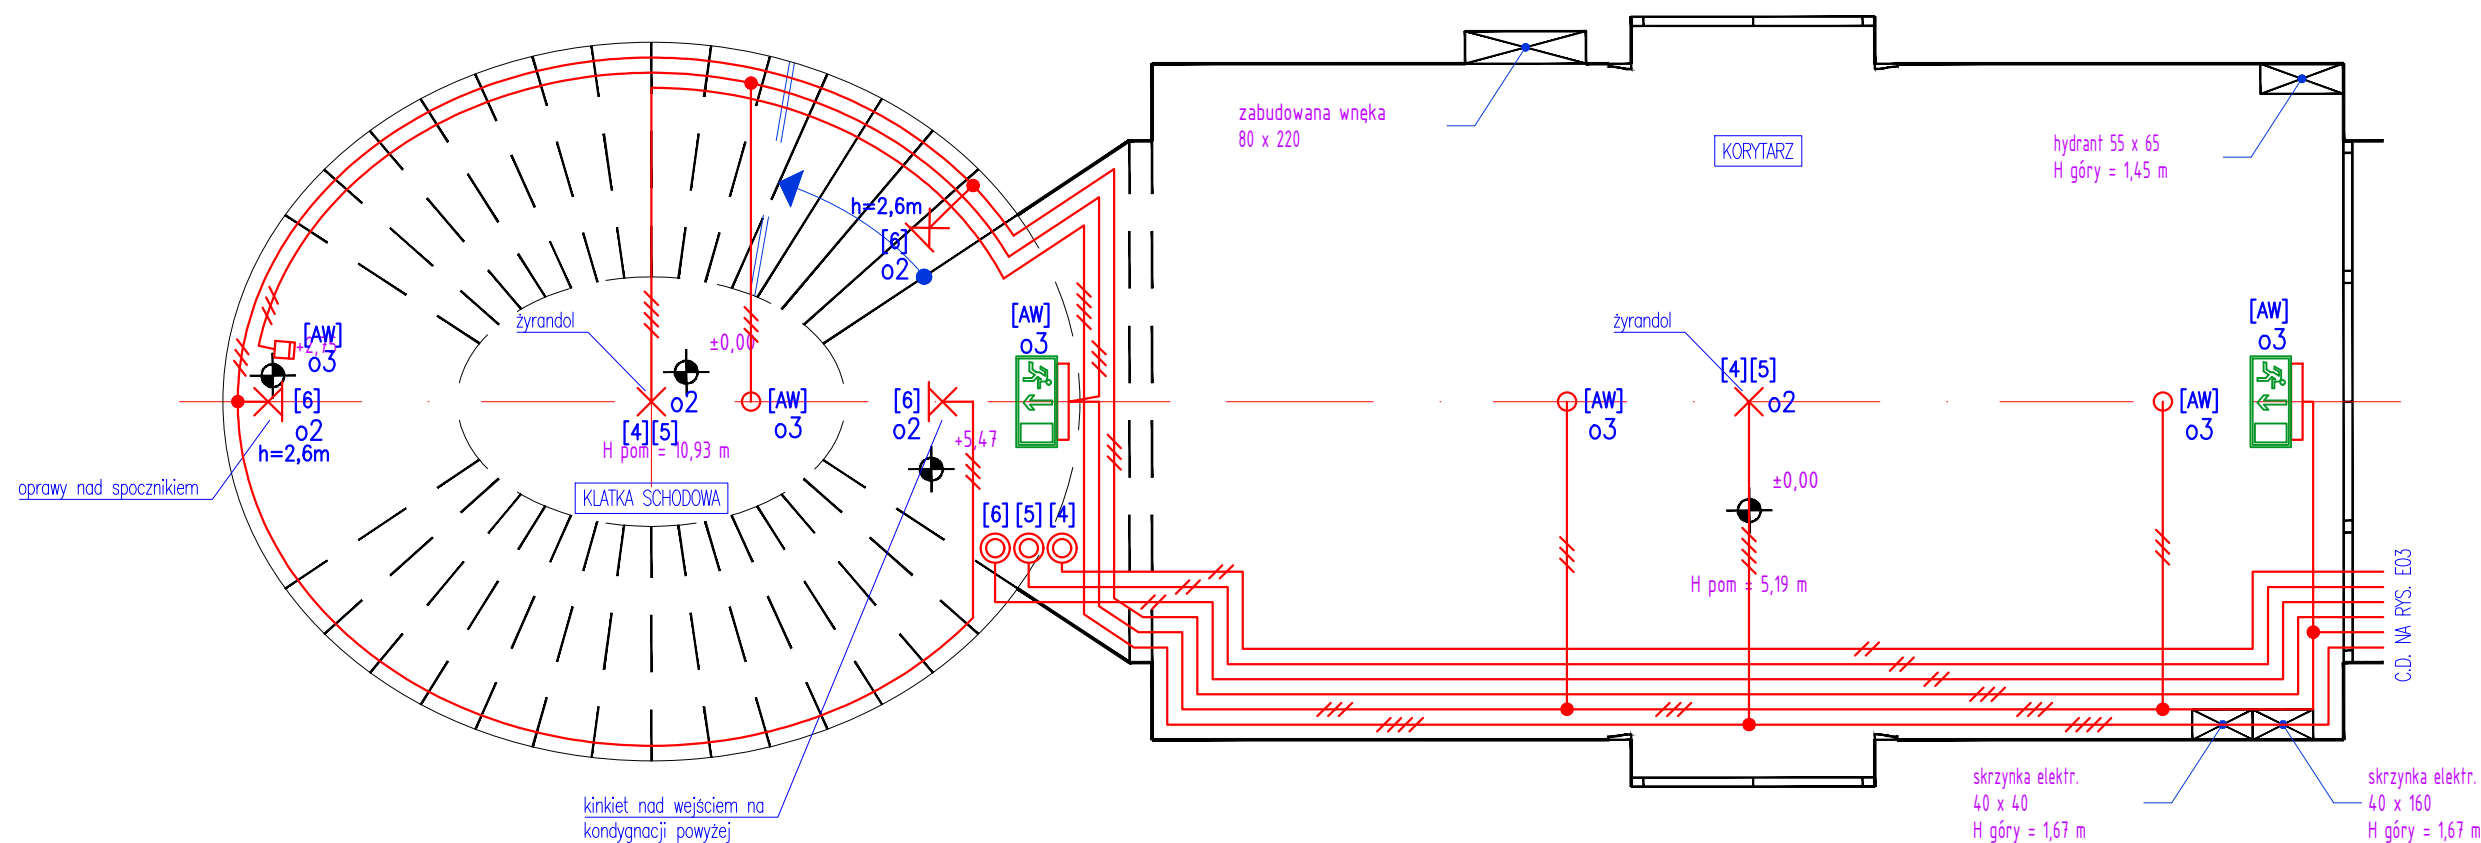 zabudowana wnęka
80 x 220
KORYTARZ
hydrant 55 x 65
H góry = 1,45 m
h=2,6m
[6]
o2
żyrandol
±0,00
[AW]
o3
+2,75
[6]
o2
h=2,6m
oprawy nad spocznikiem
o2
[4][5]
H pom = 10,93 m
KLATKA SCHODOWA
[AW]
o3
[6]
o2
+5,47
[AW]
o3
[6] [5] [4]
kinkiet nad wejściem na
kondygnacji powyżej
żyrandol
[4][5]
o2
[AW]
o3
±0,00
H pom = 5,19 m
[AW]
o3
[AW]
o3
C.D. NA RYS. E03
skrzynka elektr.
40 x 40
H góry = 1,67 m
skrzynka elektr.
40 x 160
H góry = 1,67 m